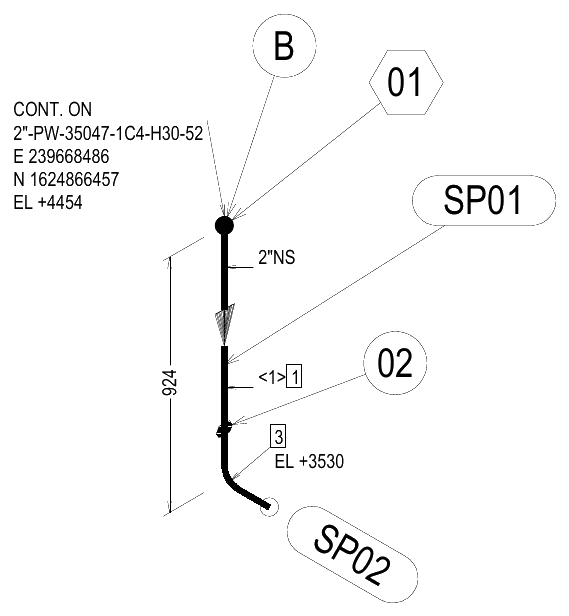 B
01
CONT. ON
2"-PW-35047-1C4-H30-52
E 239668486
N 1624866457
EL +4454
SP01
2"NS
02
<1> 1
924
3
EL +3530
SP02